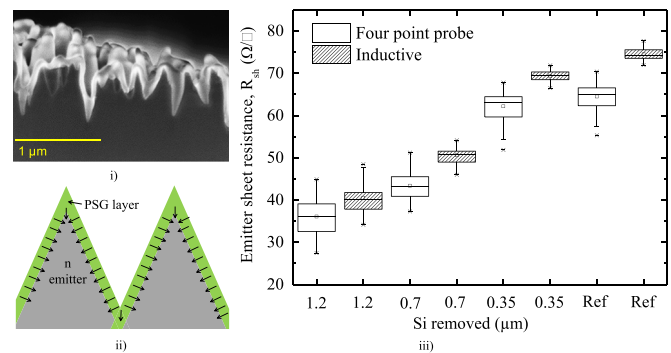 1 µm
i)
PSG layer
n
emitter
ii)
Emitter sheet resistance, R_sh (Ω/□)
85
80
70
60
50
40
30
20
Four point probe
Inductive
1.2 1.2 0.7 0.7 0.35 0.35 Ref Ref
Si removed (µm)
iii)